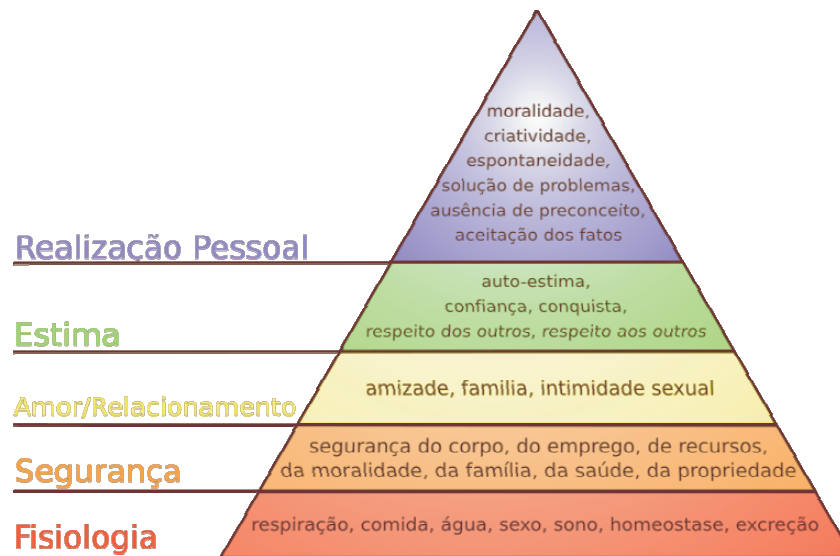 moralidade,
criatividade,
espontaneidade,
solução de problemas,
ausência de preconceito,
aceitação dos fatos
Realização Pessoal
auto-estima,
confiança, conquista,
respeito dos outros, respeito aos outros
Estima
amizade, familia, intimidade sexual
Amor/Relacionamento
segurança do corpo, do emprego, de recursos,
da moralidade, da família, da saúde, da propriedade
Segurança
respiração, comida, água, sexo, sono, homeostase, excreção
Fisiologia